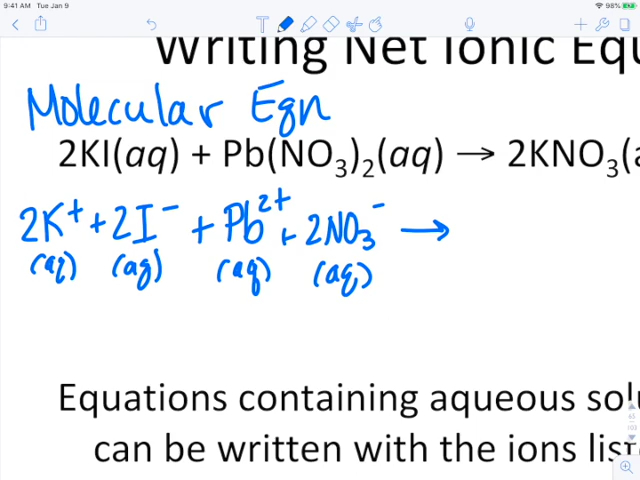 9:41 AM Tue Jan 9
98%
Writing Net Ionic Equ
Molecular Eqn
2KI(aq) + Pb(NO₃)₂(aq) → 2KNO₃(a
2K⁺ + 2I⁻ + Pb²⁺ + 2NO₃⁻ →
(aq) (aq) (aq) (aq)
Equations containing aqueous solu
can be written with the ions liste